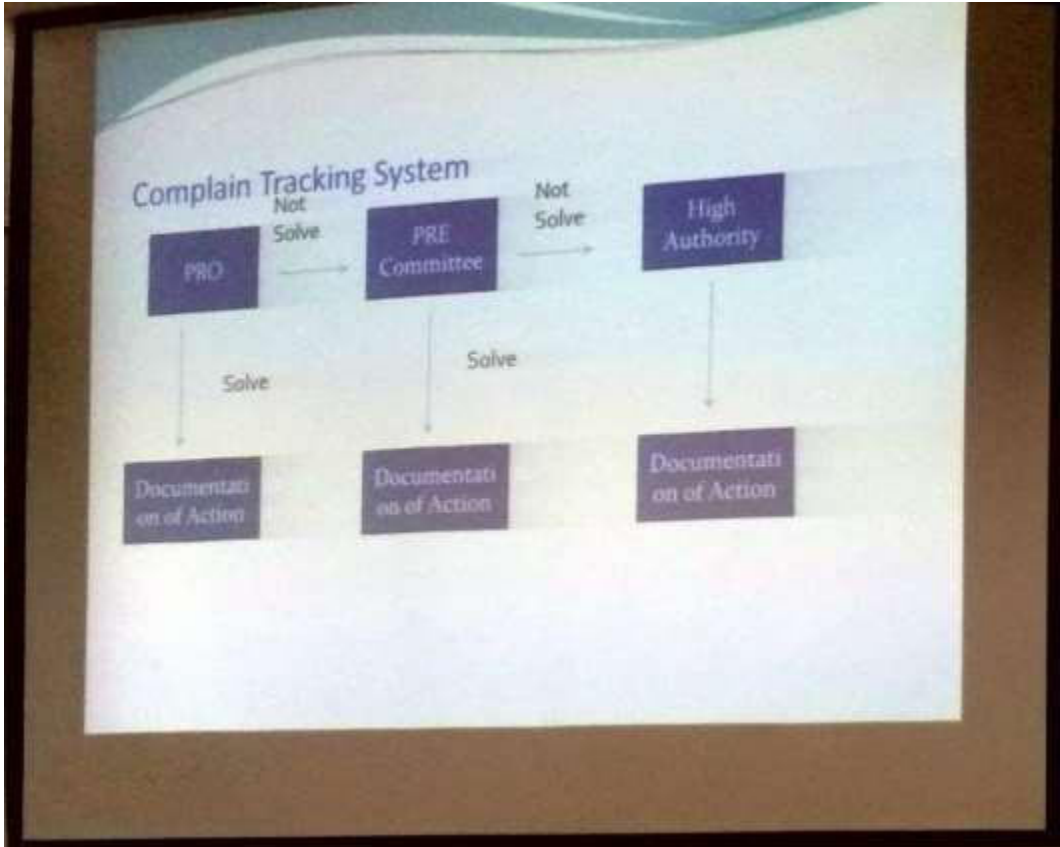 Complain Tracking System
Not
Solve
Not
Solve
PRO
PRE
Committee
High
Authority
Solve
Solve
Documentati
on of Action
Documentati
on of Action
Documentati
on of Action